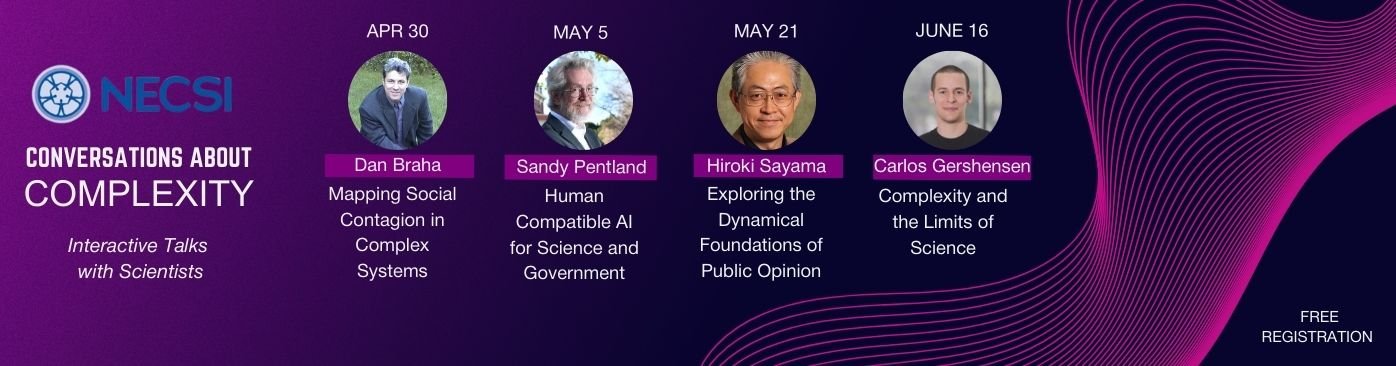 NECSI
CONVERSATIONS ABOUT
COMPLEXITY
Interactive Talks
with Scientists
APR 30
Dan Braha
Mapping Social
Contagion in
Complex
Systems
MAY 5
Sandy Pentland
Human
Compatible AI
for Science and
Government
MAY 21
Hiroki Sayama
Exploring the
Dynamical
Foundations of
Public Opinion
JUNE 16
Carlos Gershensen
Complexity and
the Limits of
Science
FREE
REGISTRATION